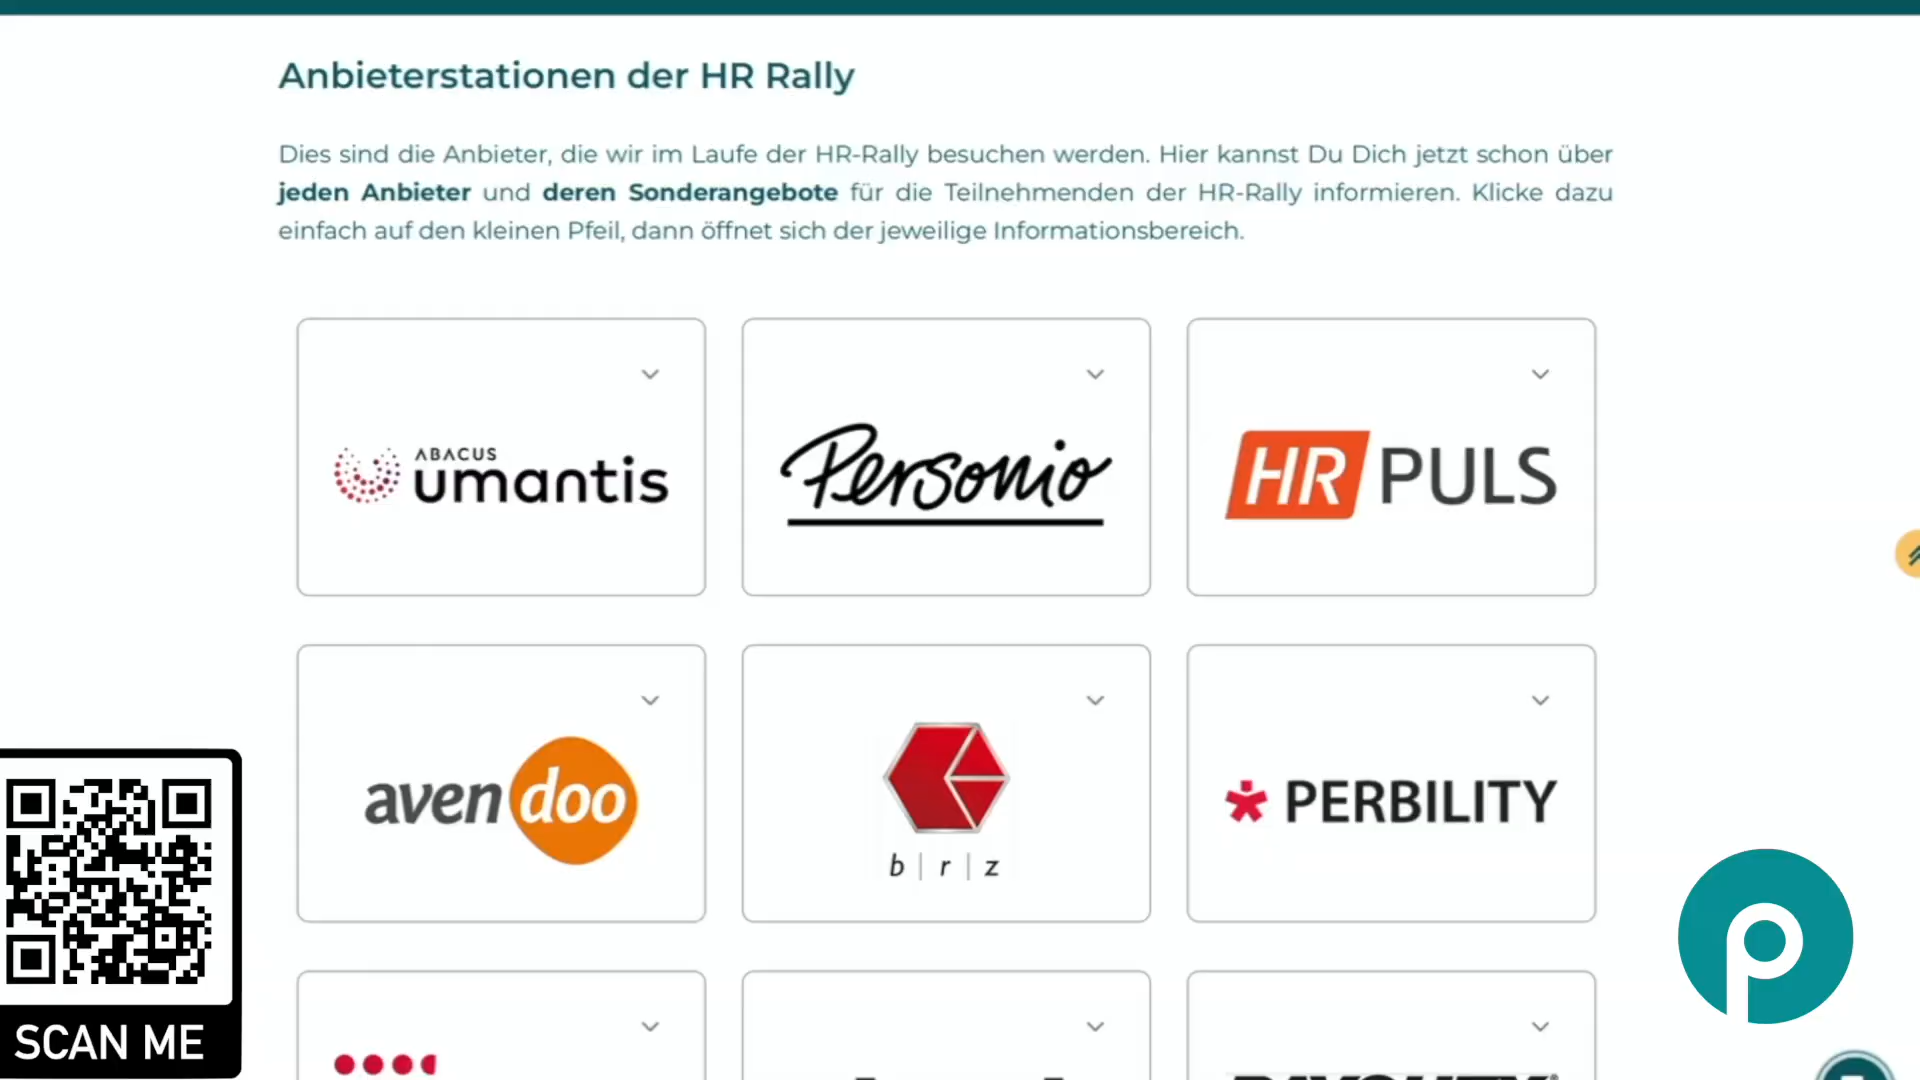 Anbieterstationen der HR Rally
Dies sind die Anbieter, die wir im Laufe der HR-Rally besuchen werden. Hier kannst Du Dich jetzt schon über
jeden Anbieter und deren Sonderangebote für die Teilnehmenden der HR-Rally informieren. Klicke dazu
einfach auf den kleinen Pfeil, dann öffnet sich der jeweilige Informationsbereich.
ABACUS
umantis
Personio
HR PULS
avendoo
b | r | z
PERBILITY
SCAN ME